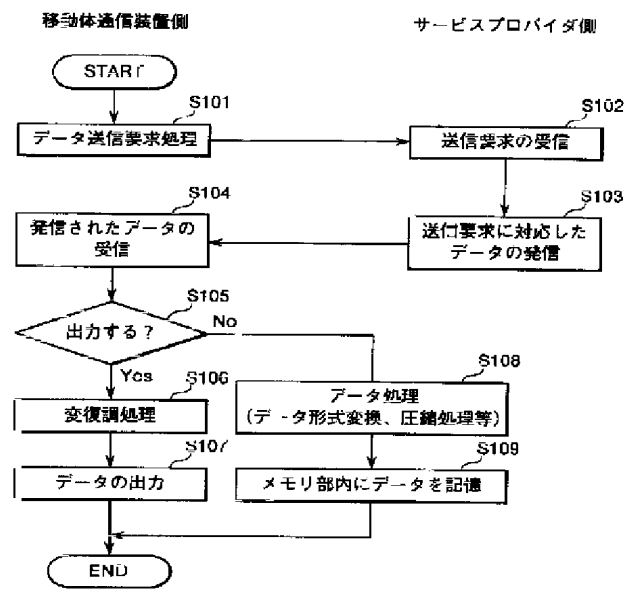 移動体通信装置側
サービスプロバイダ側
START
S101
データ送信要求処理
S102
送信要求の受信
S103
送信要求に対応した
データの発信
S104
発信されたデータの
受信
S105
出力する?
No
Yes
S106
変復調処理
S107
データの出力
S108
データ処理
(データ形式変換、圧縮処理等)
S109
メモリ部内にデータを記憶
END